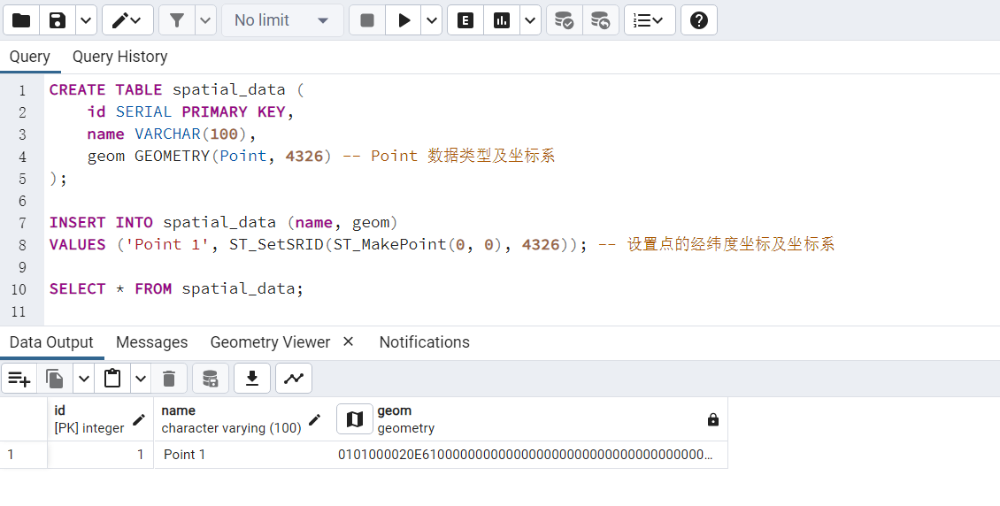 No limit
E
Query Query History
1 CREATE TABLE spatial_data (
2 id SERIAL PRIMARY KEY,
3 name VARCHAR(100),
4 geom GEOMETRY(Point, 4326) -- Point 数据类型及坐标系
5 );
6
7 INSERT INTO spatial_data (name, geom)
8 VALUES ('Point 1', ST_SetSRID(ST_MakePoint(0, 0), 4326)); -- 设置点的经纬度坐标及坐标系
9
10 SELECT * FROM spatial_data;
11
Data Output Messages Geometry Viewer × Notifications
id name geom
[PK] integer character varying (100) geometry
1 1 Point 1 0101000020E61000000000000000000000000000000000000000…